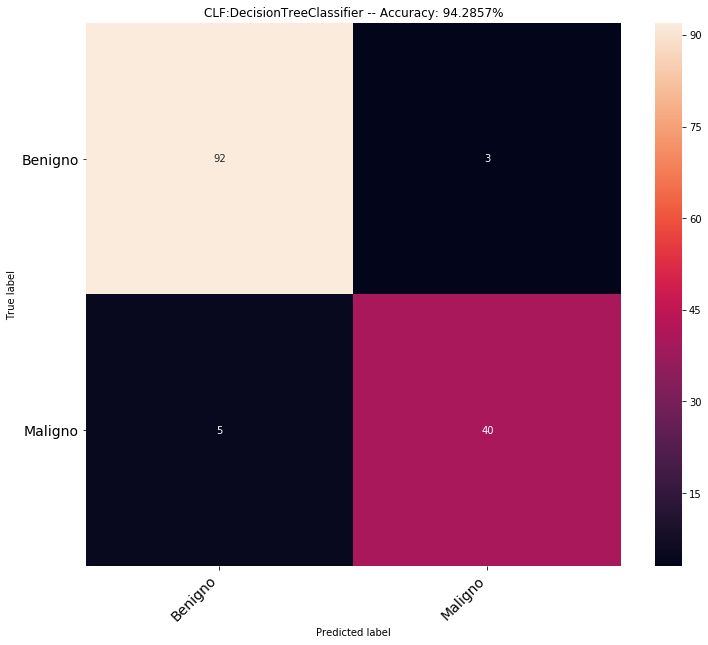 CLF:DecisionTreeClassifier -- Accuracy: 94.2857%
True label
Benigno
92
3
Maligno
5
40
Benigno
Maligno
Predicted label
90
75
60
45
30
15